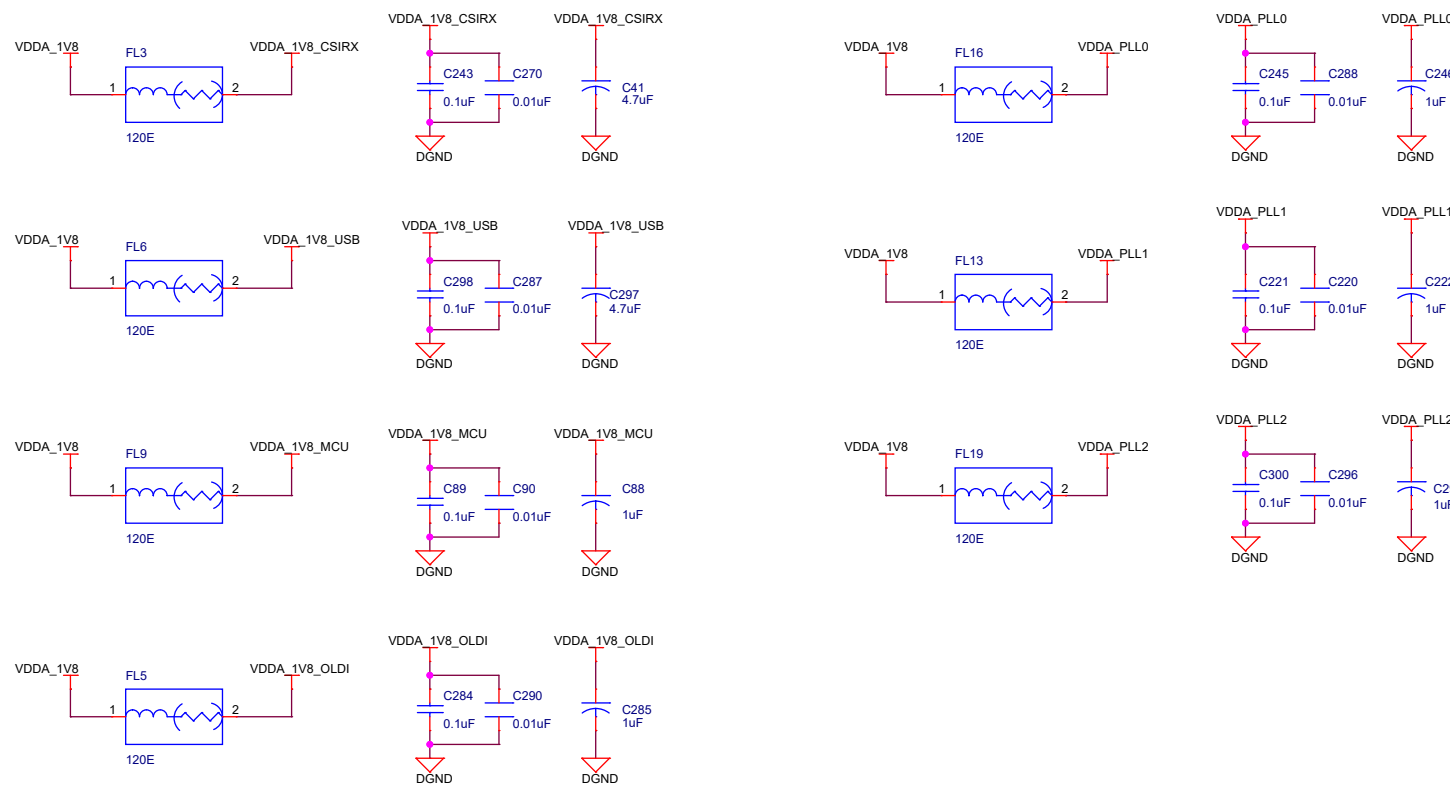 VDDA_1V8
FL3
VDDA_1V8_CSIRX
1
2
120E
VDDA_1V8_CSIRX
C243
0.1uF
C270
0.01uF
DGND
VDDA_1V8_CSIRX
C41
4.7uF
DGND
VDDA_1V8
FL16
VDDA_PLL0
1
2
120E
VDDA_PLL0
C245
0.1uF
C288
0.01uF
DGND
VDDA_PLL0
C246
1uF
DGND
VDDA_1V8
FL6
VDDA_1V8_USB
1
2
120E
VDDA_1V8_USB
C298
0.1uF
C287
0.01uF
DGND
VDDA_1V8_USB
C297
4.7uF
DGND
VDDA_1V8
FL13
VDDA_PLL1
1
2
120E
VDDA_PLL1
C221
0.1uF
C220
0.01uF
DGND
VDDA_PLL1
C222
1uF
DGND
VDDA_1V8
FL9
VDDA_1V8_MCU
1
2
120E
VDDA_1V8_MCU
C89
0.1uF
C90
0.01uF
DGND
VDDA_1V8_MCU
C88
1uF
DGND
VDDA_1V8
FL19
VDDA_PLL2
1
2
120E
VDDA_PLL2
C300
0.1uF
C296
0.01uF
DGND
VDDA_PLL2
1uF
DGND
VDDA_1V8
FL5
VDDA_1V8_OLDI
1
2
120E
VDDA_1V8_OLDI
C284
0.1uF
C290
0.01uF
DGND
VDDA_1V8_OLDI
C285
1uF
DGND